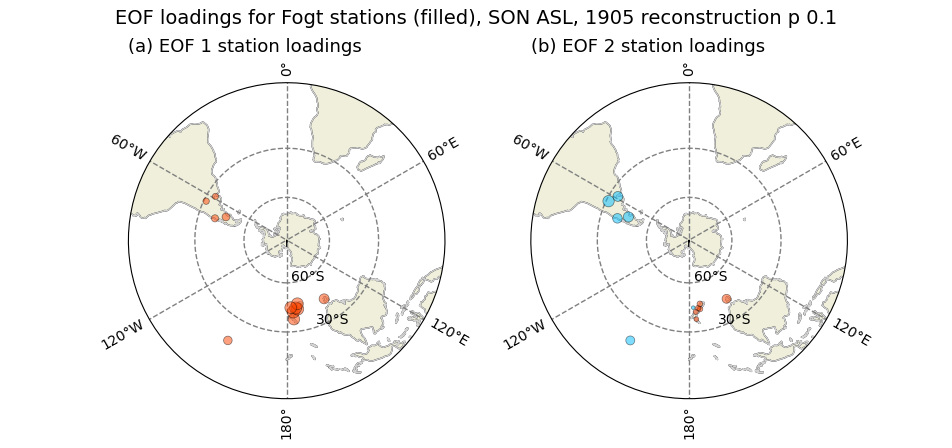 EOF loadings for Fogt stations (filled), SON ASL, 1905 reconstruction p 0.1
(a) EOF 1 station loadings
(b) EOF 2 station loadings
0°
0°
60°W
60°E
60°W
60°E
60°S
60°S
30°S
30°S
120°W
120°E
120°W
120°E
180°
180°